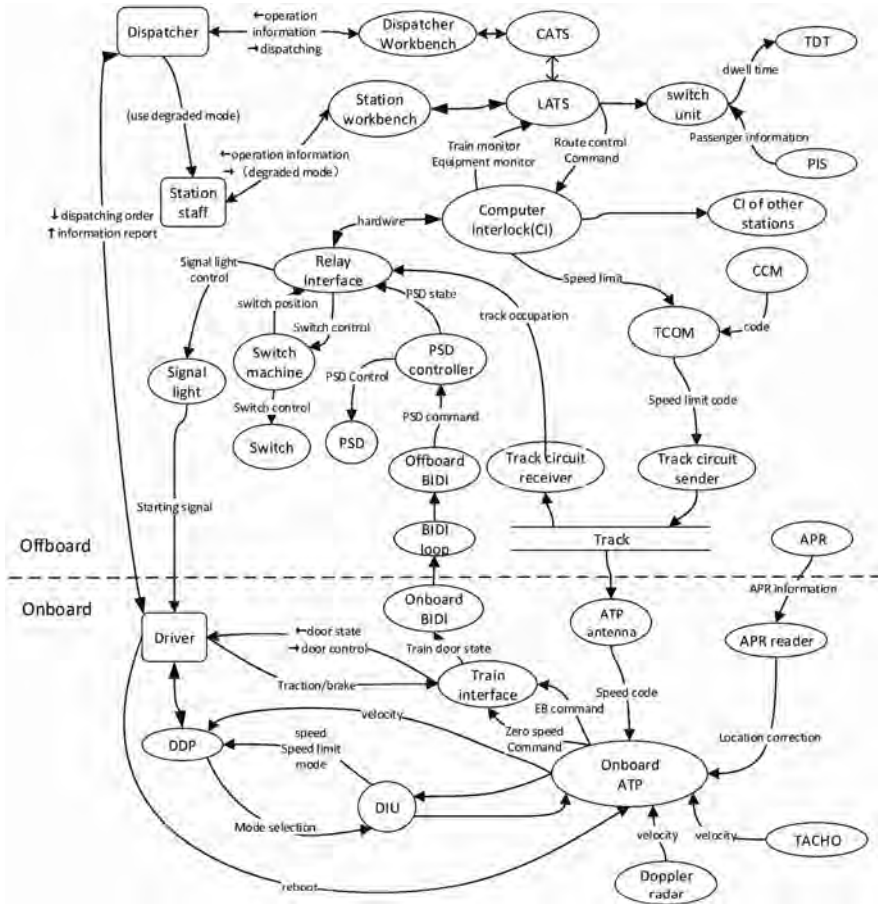 Dispatcher
←operation
information
→dispatching
Dispatcher
Workbench
CATS
TDT
dwell time
Station
workbench
LATS
switch
unit
(use degraded mode)
Train monitor
Equipment monitor
Route control
Command
Passenger information
PIS
←operation information
→ (degraded mode)
Station
staff
↓dispatching order
↑information report
hardwire
Computer
Interlock(CI)
CI of other
stations
Signal light
control
Relay
Interface
Speed limit
CCM
switch position
PSD state
track occupation
Switch control
TCOM
code
Signal
light
Switch
machine
PSD Control
PSD
controller
Switch control
PSD command
Speed limit code
Switch
PSD
Offboard
BIDI
Track circuit
receiver
Track circuit
sender
Starting signal
BIDI
loop
Track
APR
Offboard
Onboard
Onboard
BIDI
ATP
antenna
APR information
Driver
←door state
→door control
Train door state
APR reader
Traction/brake
Train
interface
Speed code
EB command
velocity
Zero speed
Command
Location correction
DDP
speed
Speed limit
mode
Onboard
ATP
DIU
Mode selection
velocity
velocity
TACHO
reboot
Doppler
radar